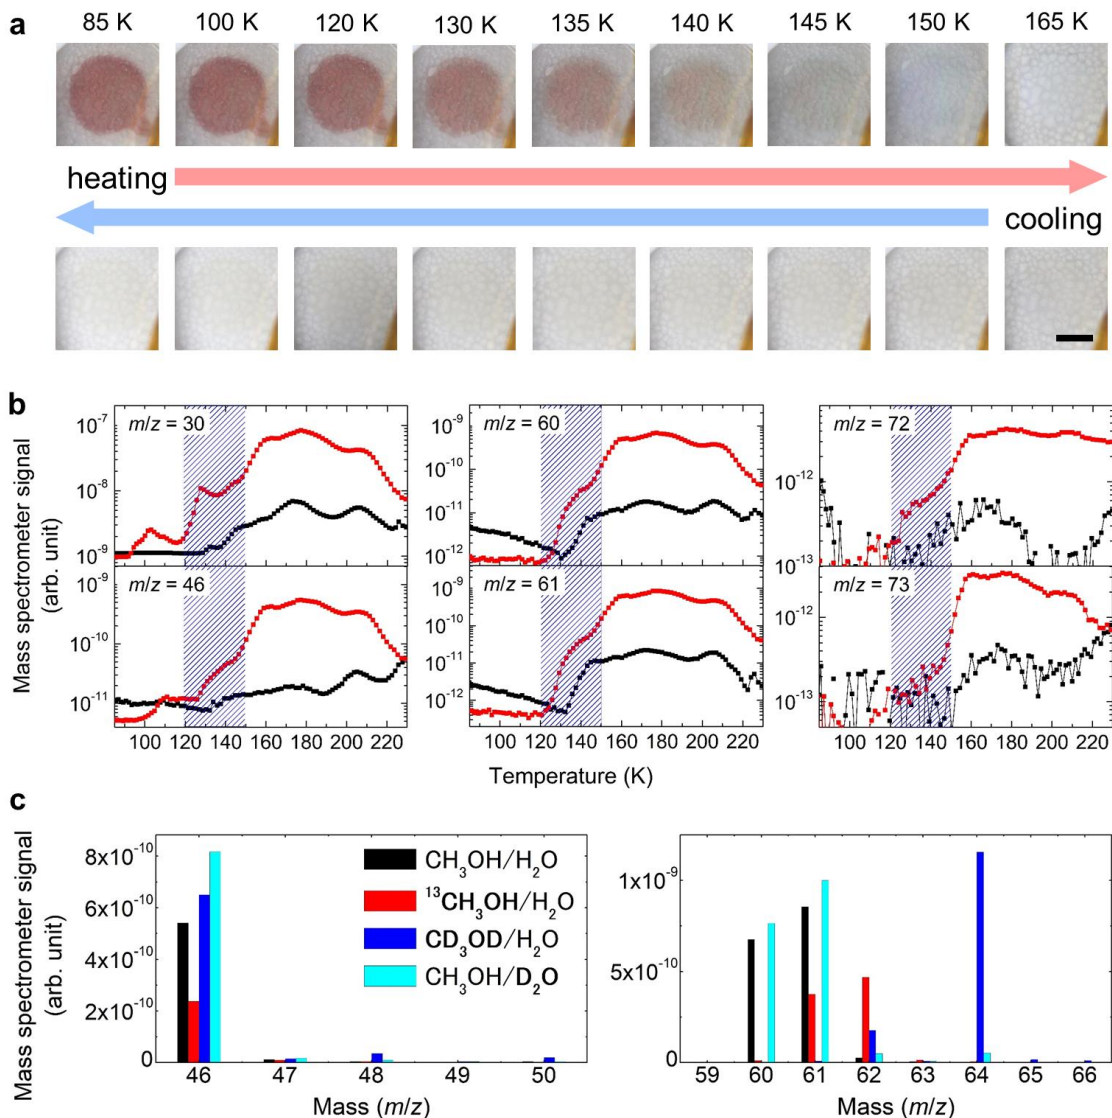 a
85 K 100 K 120 K 130 K 135 K 140 K 145 K 150 K 165 K
heating
cooling
b
Mass spectrometer signal
(arb. unit)
m/z = 30
10⁻⁷
10⁻⁸
10⁻⁹
m/z = 60
10⁻⁹
10⁻¹⁰
10⁻¹¹
10⁻¹²
m/z = 72
10⁻¹²
10⁻¹³
m/z = 46
10⁻⁹
10⁻¹⁰
10⁻¹¹
m/z = 61
10⁻⁹
10⁻¹⁰
10⁻¹¹
10⁻¹²
m/z = 73
10⁻¹²
10⁻¹³
100 120 140 160 180 200 220
100 120 140 160 180 200 220
100 120 140 160 180 200 220
Temperature (K)
c
Mass spectrometer signal
(arb. unit)
8x10⁻¹⁰
6x10⁻¹⁰
4x10⁻¹⁰
2x10⁻¹⁰
0
CH₃OH/H₂O
¹³CH₃OH/H₂O
CD₃OD/H₂O
CH₃OH/D₂O
46 47 48 49 50
Mass (m/z)
1x10⁻⁹
5x10⁻¹⁰
0
59 60 61 62 63 64 65 66
Mass (m/z)